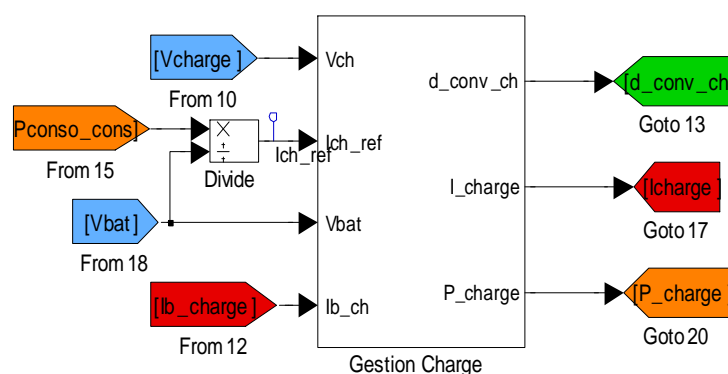 [Vcharge ]
From 10
Vch
d_conv_ch
[d_conv_ch
Goto 13
Pconso_cons]
From 15
×
÷
Divide
Ich_ref
Ich_ref
I_charge
[Icharge ]
Goto 17
[Vbat ]
From 18
Vbat
[Ib_charge ]
From 12
Ib_ch
P_charge
[P_charge ]
Goto 20
Gestion Charge